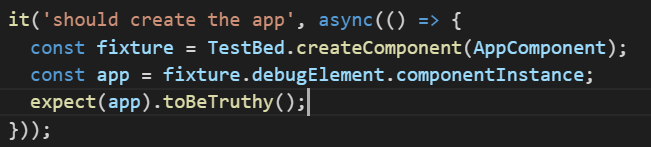 it('should create the app', async(() => {
  const fixture = TestBed.createComponent(AppComponent);
  const app = fixture.debugElement.componentInstance;
  expect(app).toBeTruthy();
}));